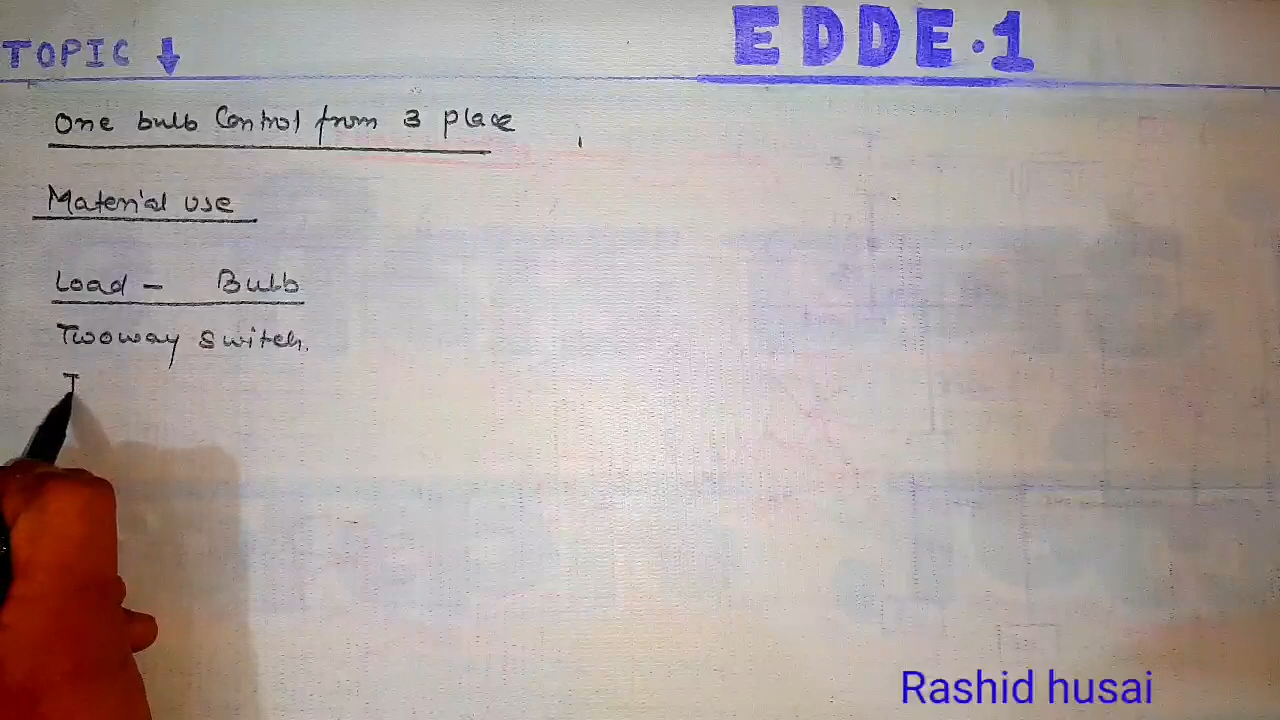 TOPIC ↓
EDDE.1
One bulb Control from 3 place
Material use
Load - Bulb
Twoway switch.
I
Rashid husai